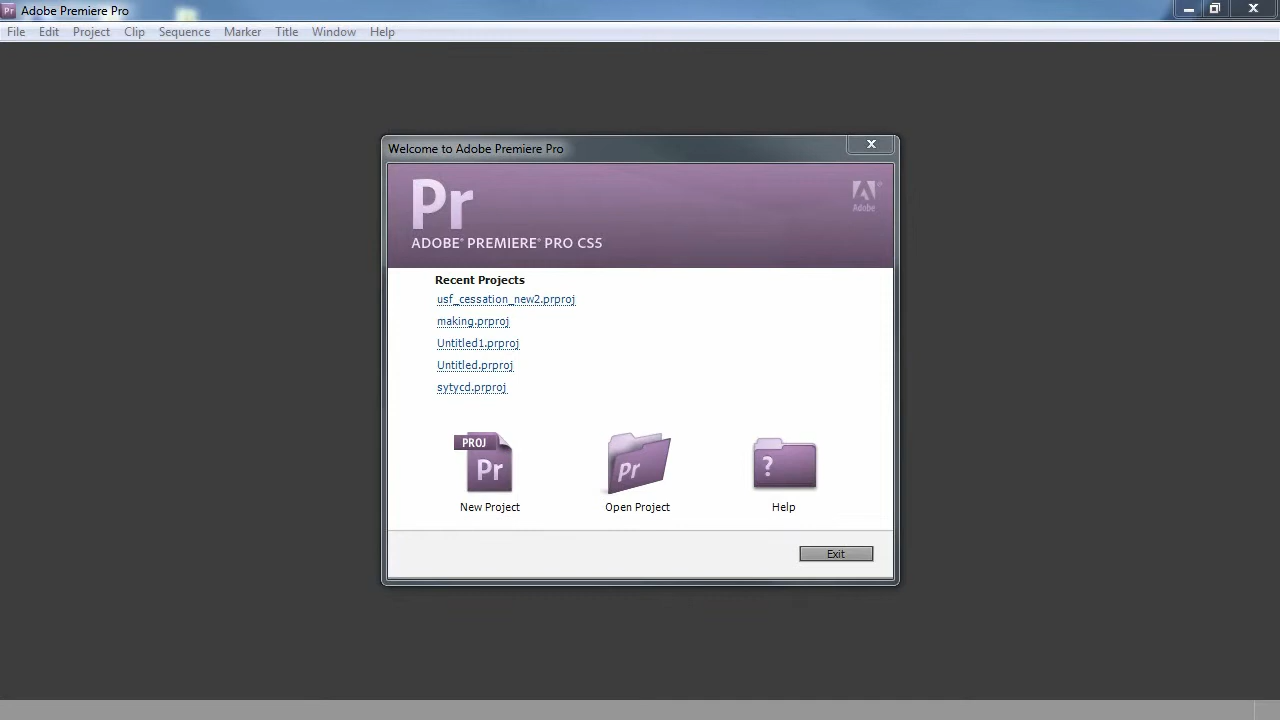 Pr Adobe Premiere Pro
File Edit Project Clip Sequence Marker Title Window Help
Welcome to Adobe Premiere Pro
Pr
Adobe
ADOBE® PREMIERE® PRO CS5
Recent Projects
usf_cessation_new2.prproj
making.prproj
Untitled1.prproj
Untitled.prproj
sytycd.prproj
PROJ
Pr
Pr
?
New Project
Open Project
Help
Exit